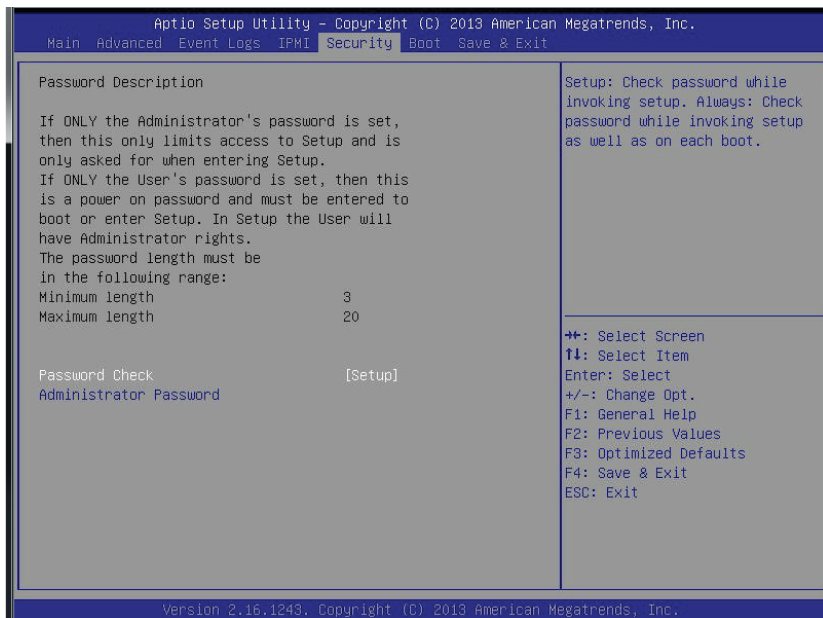 Aptio Setup Utility – Copyright (C) 2013 American Megatrends, Inc.
Main Advanced Event Logs IPMI Security Boot Save & Exit
Password Description
If ONLY the Administrator's password is set,
then this only limits access to Setup and is
only asked for when entering Setup.
If ONLY the User's password is set, then this
is a power on password and must be entered to
boot or enter Setup. In Setup the User will
have Administrator rights.
The password length must be
in the following range:
Minimum length 3
Maximum length 20
Password Check [Setup]
Administrator Password
Setup: Check password while
invoking setup. Always: Check
password while invoking setup
as well as on each boot.
→←: Select Screen
↑↓: Select Item
Enter: Select
+/-: Change Opt.
F1: General Help
F2: Previous Values
F3: Optimized Defaults
F4: Save & Exit
ESC: Exit
Version 2.16.1243. Copyright (C) 2013 American Megatrends, Inc.